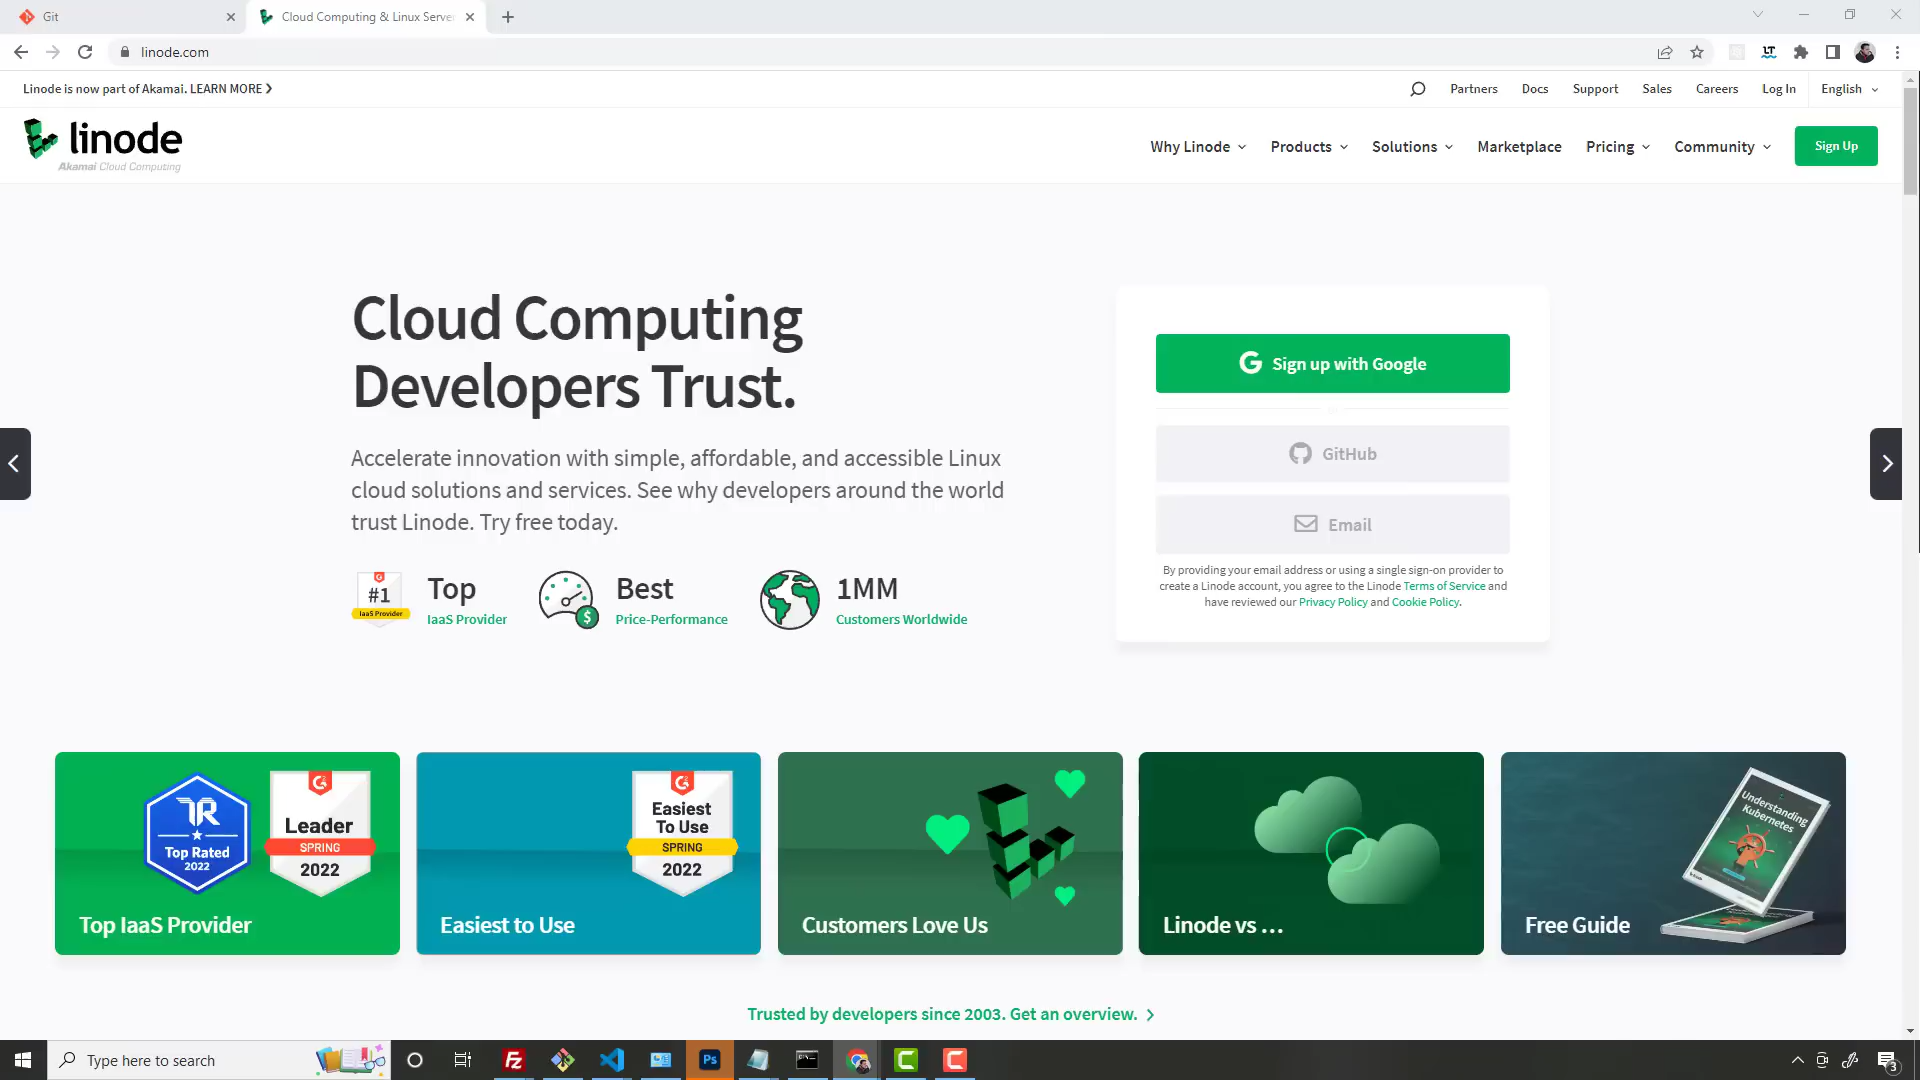 Git
Cloud Computing & Linux Serve
linode.com
Linode is now part of Akamai. LEARN MORE
Partners
Docs
Support
Sales
Careers
Log In
English
linode
Akamai Cloud Computing
Why Linode
Products
Solutions
Marketplace
Pricing
Community
Sign Up
Cloud Computing
Developers Trust.
Accelerate innovation with simple, affordable, and accessible Linux
cloud solutions and services. See why developers around the world
trust Linode. Try free today.
#1
IaaS Provider
Top
IaaS Provider
$
Best
Price-Performance
1MM
Customers Worldwide
G Sign up with Google
GitHub
Email
By providing your email address or using a single sign-on provider to
create a Linode account, you agree to the Linode Terms of Service and
have reviewed our Privacy Policy and Cookie Policy.
TR
Top Rated
2022
Leader
SPRING
2022
Top IaaS Provider
Easiest
To Use
SPRING
2022
Easiest to Use
Customers Love Us
Linode vs ...
Understanding
Kubernetes
Free Guide
Trusted by developers since 2003. Get an overview.
Type here to search
Fz
Ps
C
C
3